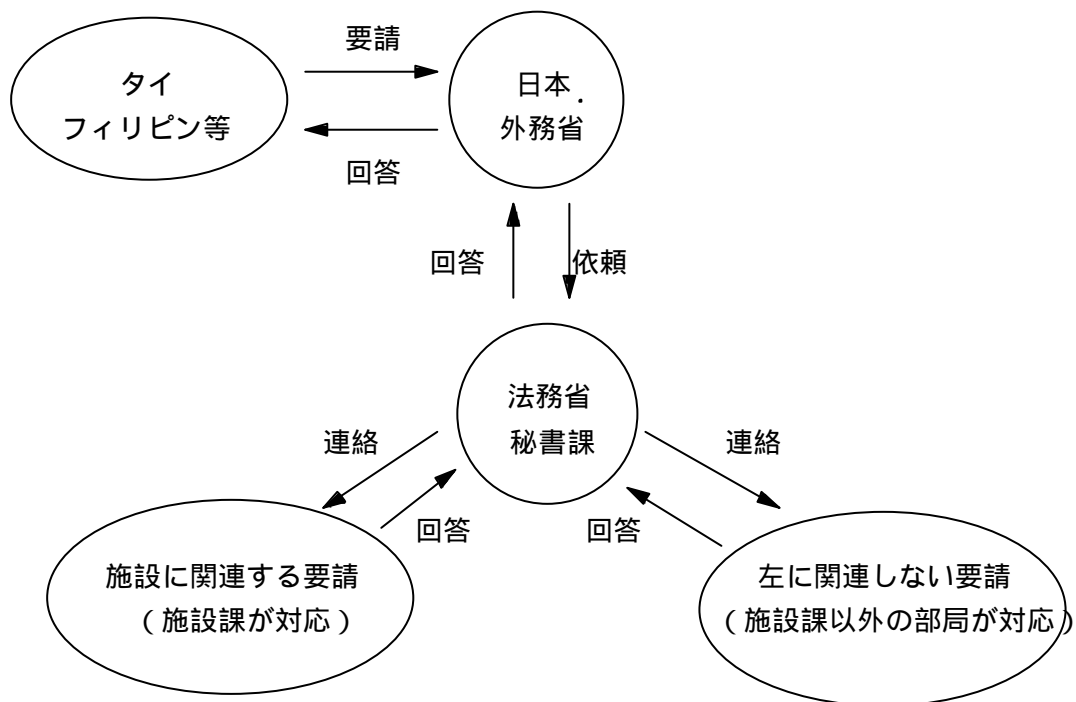 要請
タイ
フィリピン等
日本
外務省
回答
回答
依頼
法務省
秘書課
連絡
連絡
回答
回答
施設に関連する要請
（施設課が対応）
左に関連しない要請
（施設課以外の部局が対応）